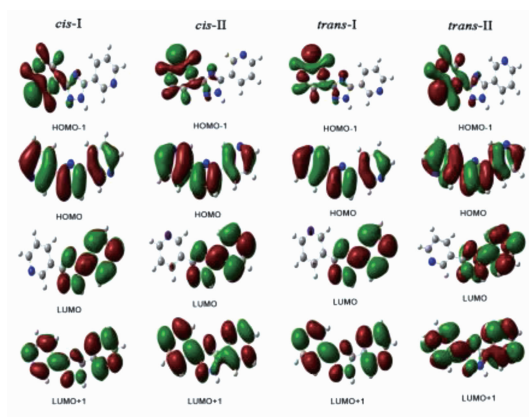 cis-I cis-II trans-I trans-II
HOMO-1 HOMO-1 HOMO-1 HOMO-1
HOMO HOMO HOMO HOMO
LUMO LUMO LUMO LUMO
LUMO+1 LUMO+1 LUMO+1 LUMO+1